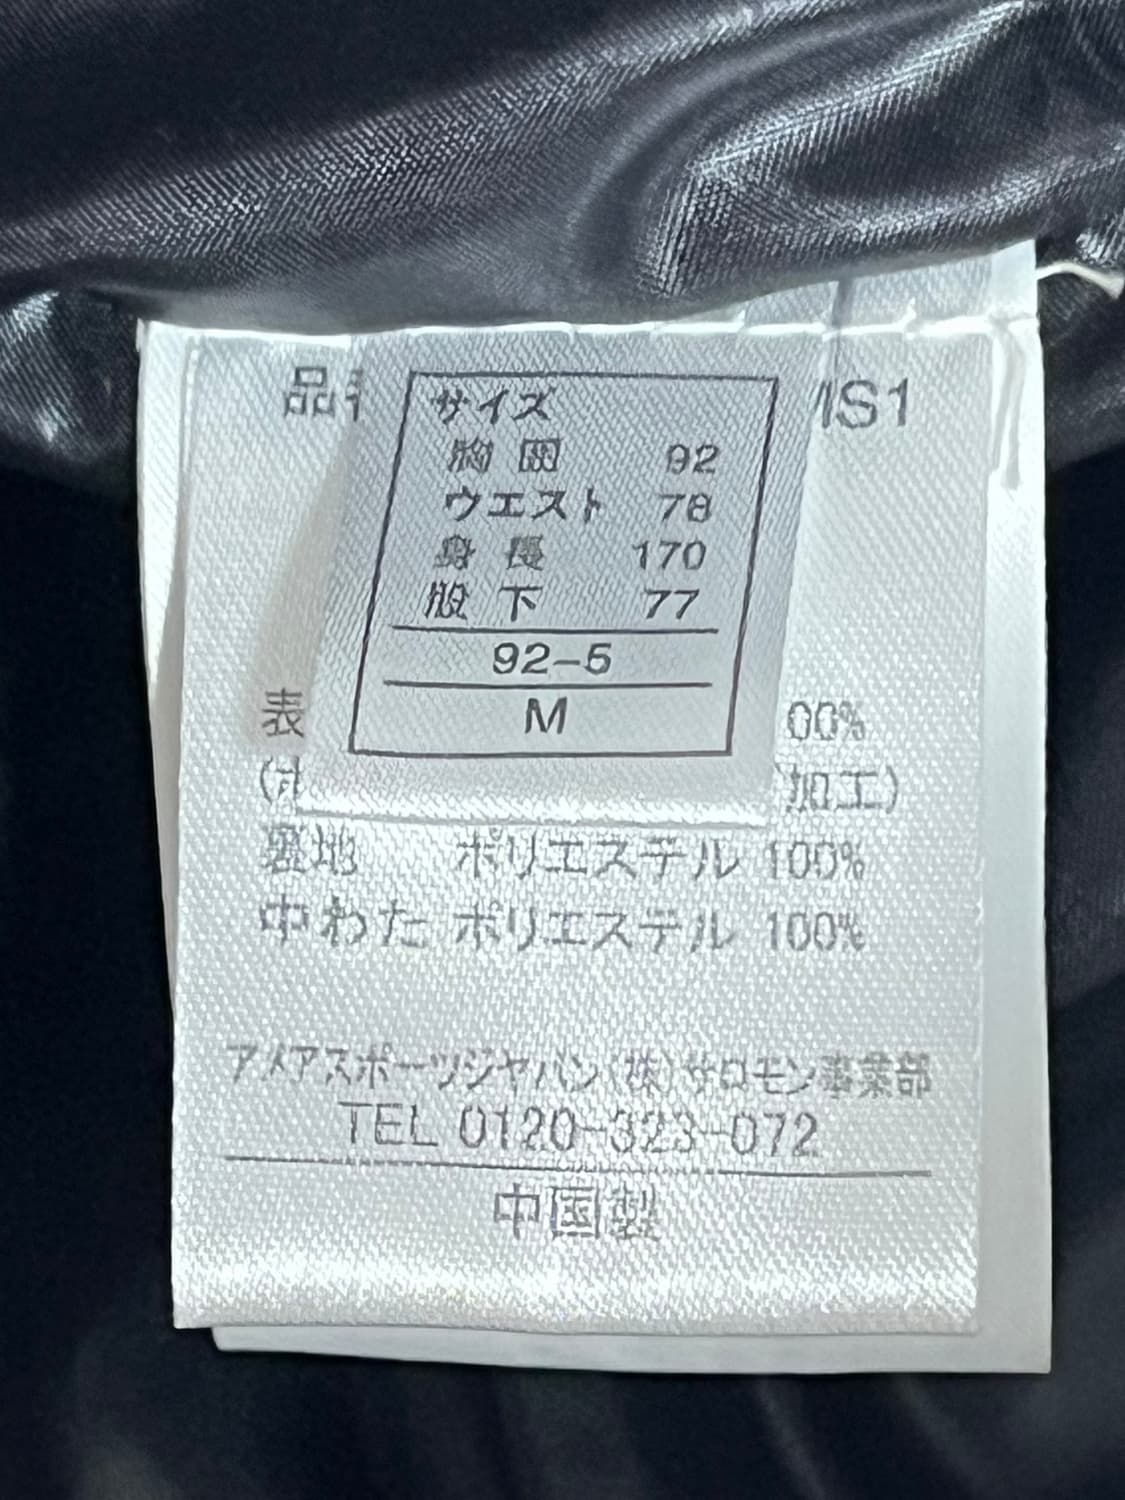 品
MS1
サイズ
胸囲 92
ウエスト 78
身長 170
股下 77
92-5
M
表 00%
加工)
裏地 ポリエステル 100%
中わた ポリエステル 100%
アメアスポーツジャパン(株)サロモン事業部
TEL 0120-323-072
中国製